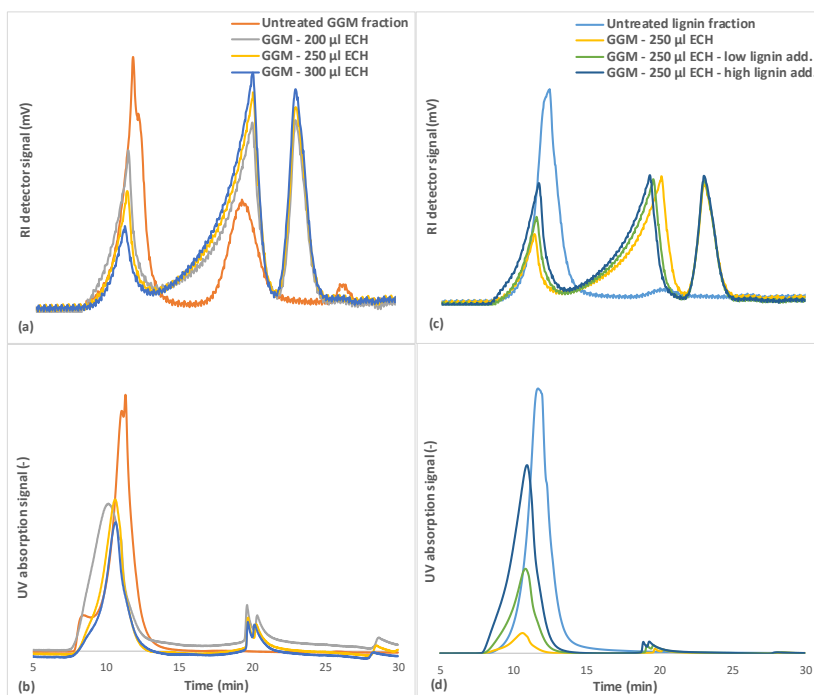 Untreated GGM fraction
GGM - 200 µl ECH
GGM - 250 µl ECH
GGM - 300 µl ECH
RI detector signal (mV)
(a)
Untreated lignin fraction
GGM - 250 µl ECH
GGM - 250 µl ECH - low lignin add.
GGM - 250 µl ECH - high lignin add.
RI detector signal (mV)
(c)
UV absorption signal (-)
5 10 15 20 25 30
(b) Time (min)
UV absorption signal (-)
5 10 15 20 25 30
(d) Time (min)